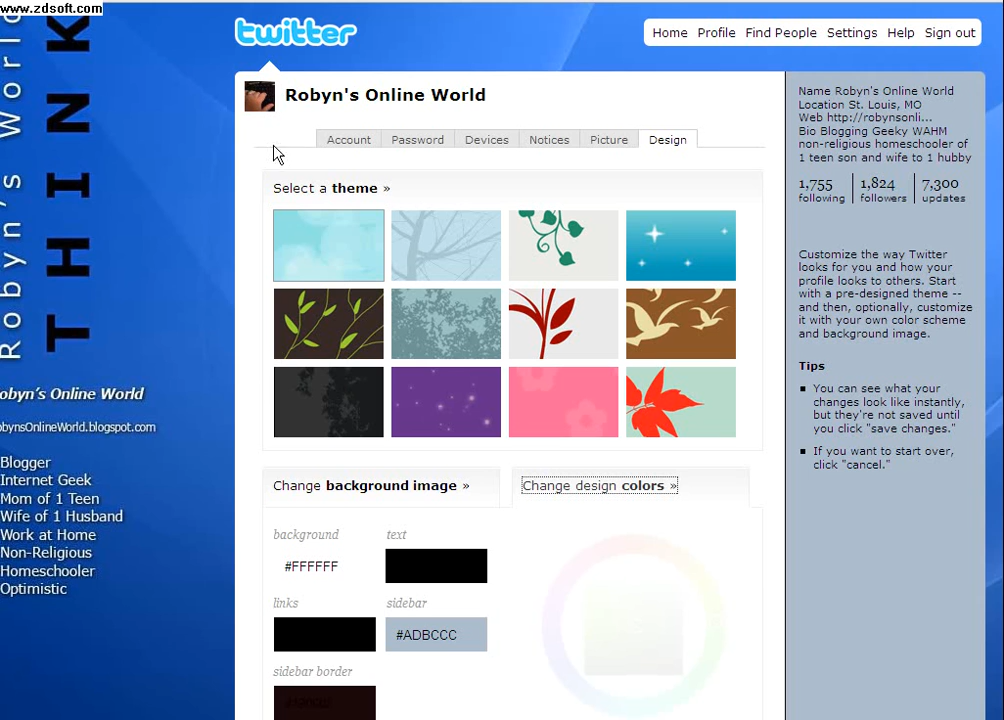 www.zdsoft.com
twitter
Home Profile Find People Settings Help Sign out
Robyn's World
THINK
Robyn's Online World
Account Password Devices Notices Picture Design
Select a theme »
Name Robyn's Online World
Location St. Louis, MO
Web http://robynsonli...
Bio Blogging Geeky WAHM
non-religious homeschooler of
1 teen son and wife to 1 hubby
1,755 1,824 7,300
following followers updates
Customize the way Twitter
looks for you and how your
profile looks to others. Start
with a pre-designed theme --
and then, optionally, customize
it with your own color scheme
and background image.
Tips
You can see what your
changes look like instantly,
but they're not saved until
you click "save changes."
If you want to start over,
click "cancel."
obyn's Online World
obynsOnlineWorld.blogspot.com
Blogger
Internet Geek
Mom of 1 Teen
Wife of 1 Husband
Work at Home
Non-Religious
Homeschooler
Optimistic
Change background image »
Change design colors »
background text
#FFFFFF
links sidebar
#ADBCCC
sidebar border